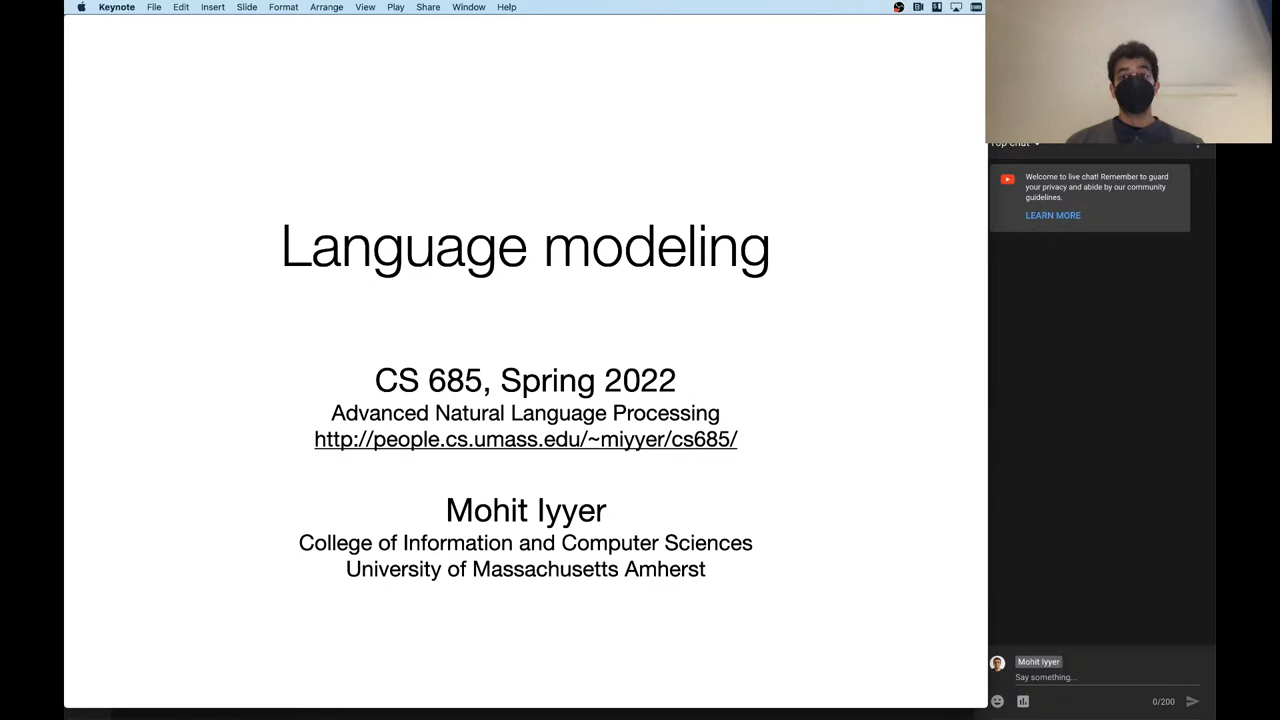 Keynote File Edit Insert Slide Format Arrange View Play Share Window Help
Language modeling
CS 685, Spring 2022
Advanced Natural Language Processing
http://people.cs.umass.edu/~miyyer/cs685/
Mohit Iyyer
College of Information and Computer Sciences
University of Massachusetts Amherst
Top chat
Welcome to live chat! Remember to guard
your privacy and abide by our community
guidelines.
LEARN MORE
Mohit Iyyer
Say something...
0/200